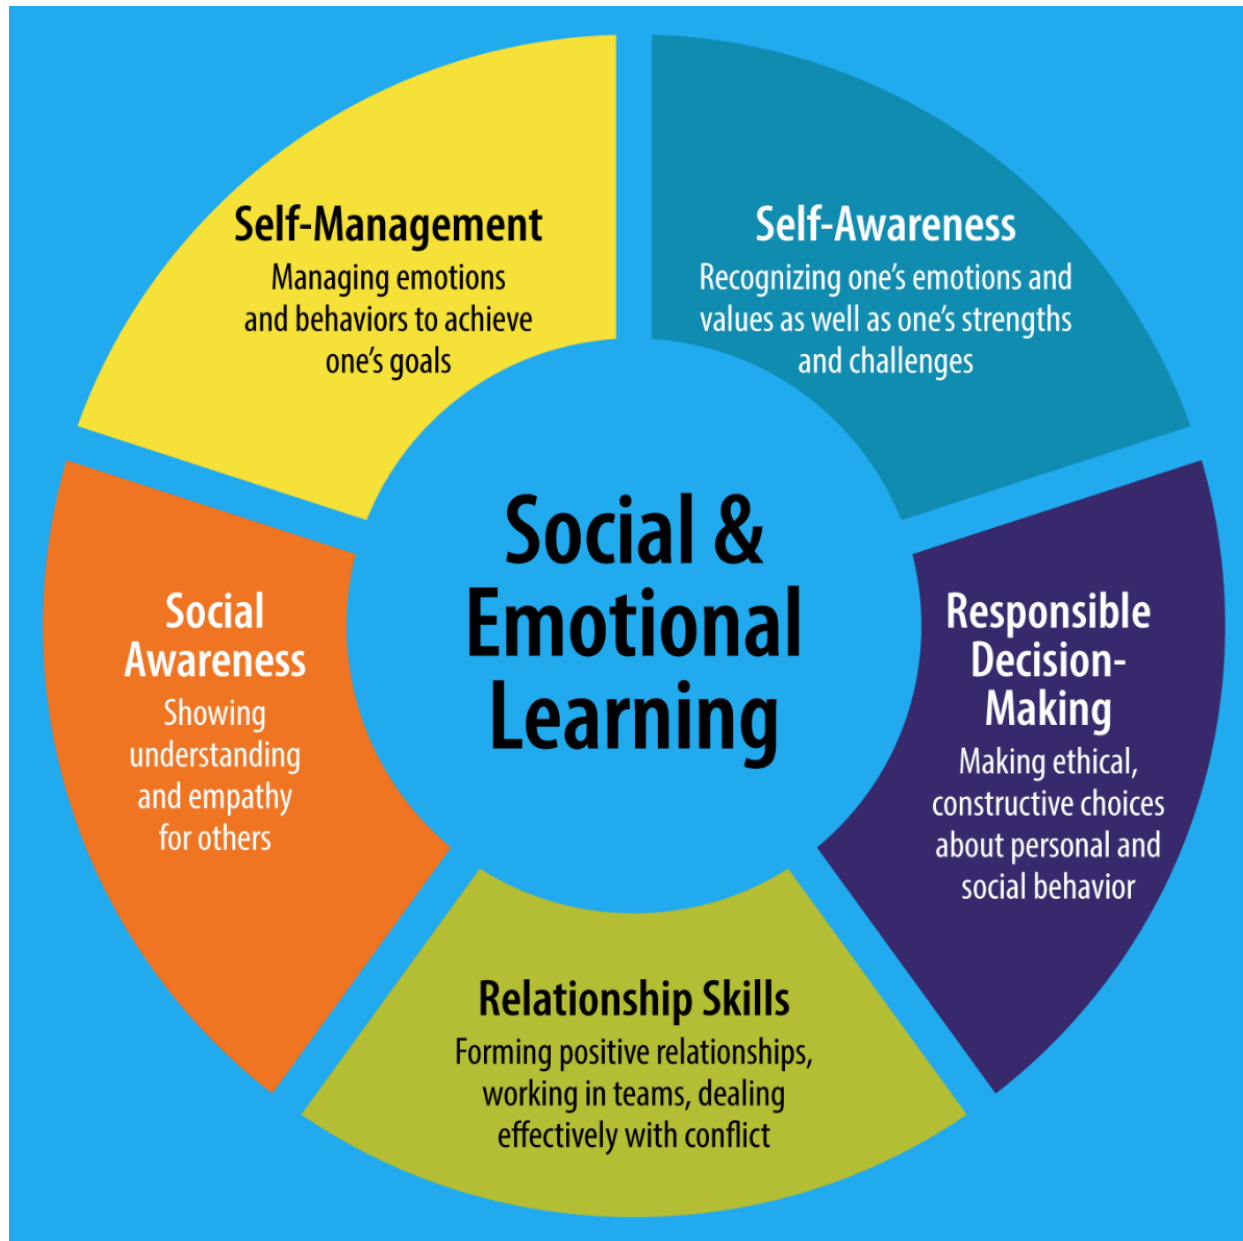 Self-Management
Managing emotions
and behaviors to achieve
one’s goals
Self-Awareness
Recognizing one’s emotions and
values as well as one’s strengths
and challenges
Social &
Emotional
Learning
Social
Awareness
Showing
understanding
and empathy
for others
Responsible
Decision-
Making
Making ethical,
constructive choices
about personal and
social behavior
Relationship Skills
Forming positive relationships,
working in teams, dealing
effectively with conflict